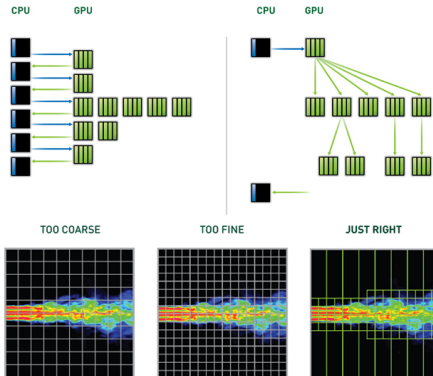 CPU GPU
CPU GPU
TOO COARSE
TOO FINE
JUST RIGHT